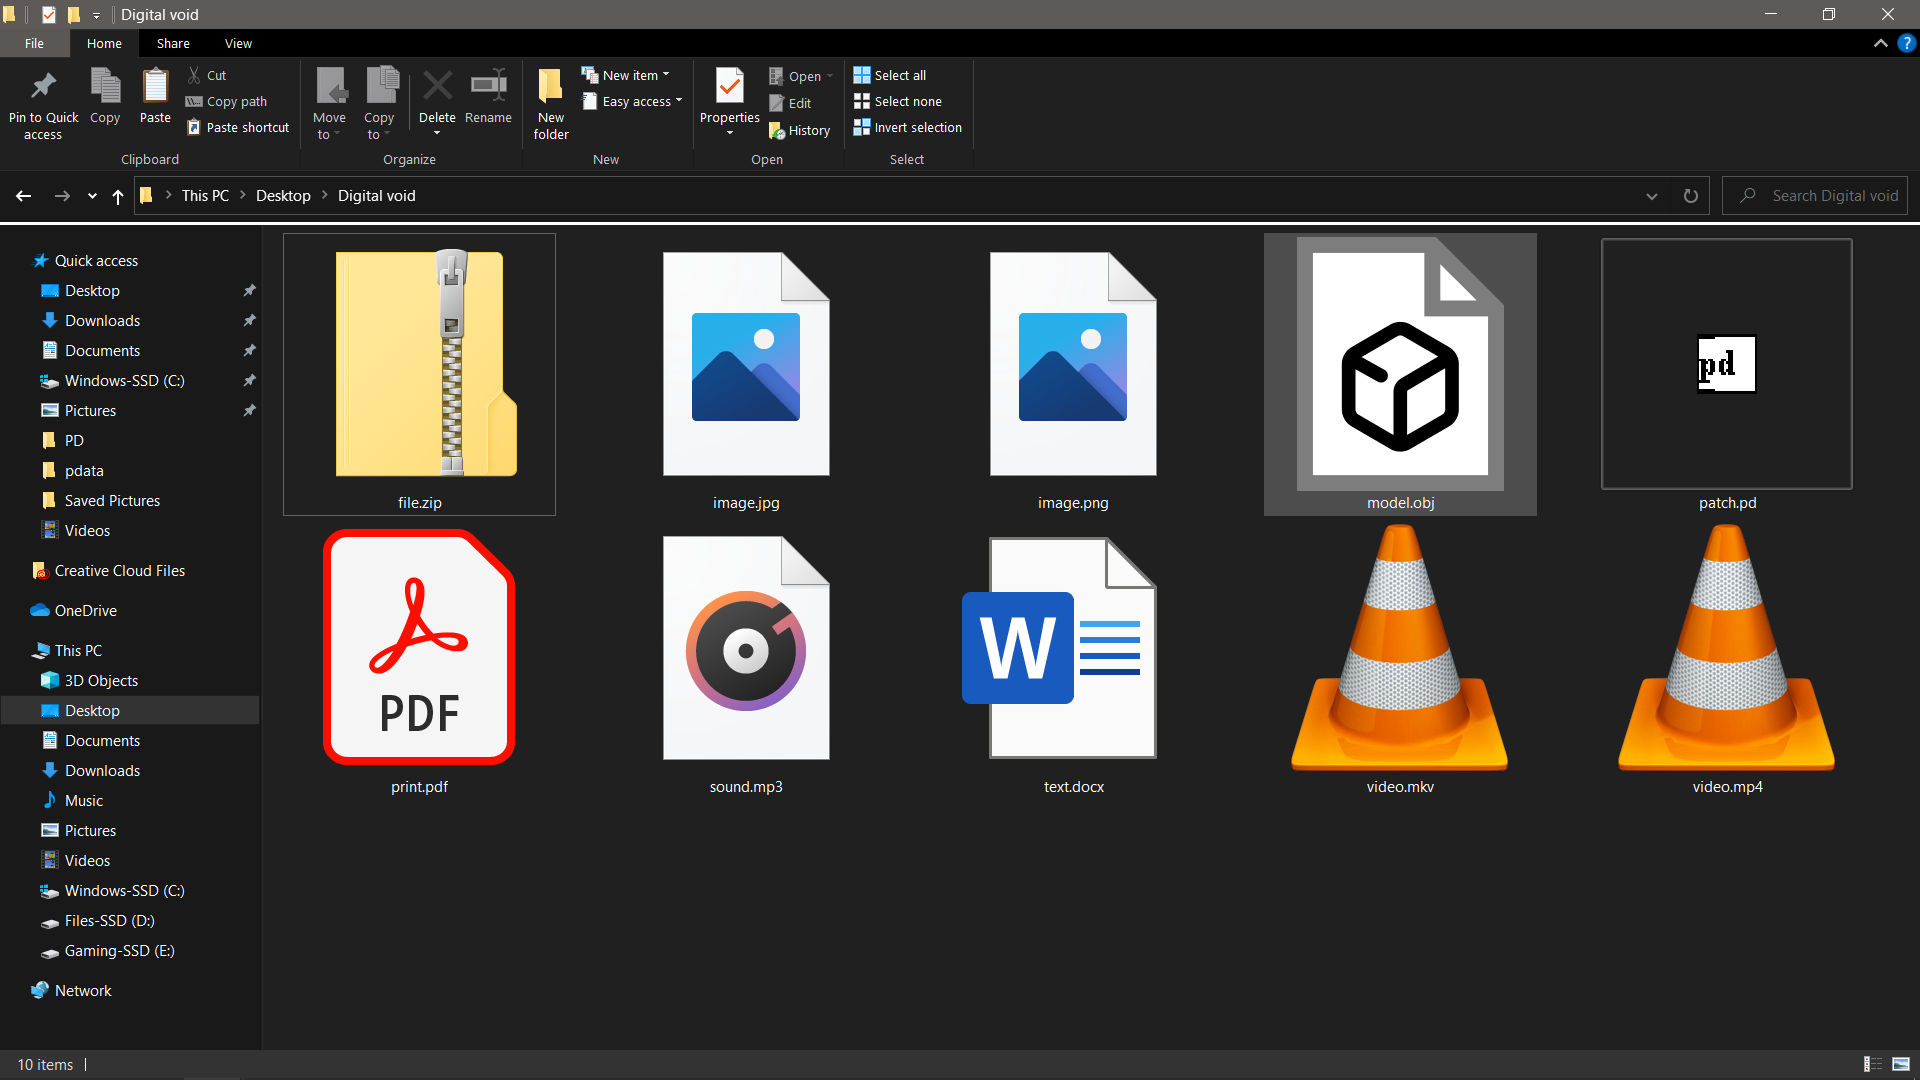 Digital void
File Home Share View
Pin to Quick access
Copy
Paste
Cut
Copy path
Paste shortcut
Clipboard
Move to
Copy to
Delete
Rename
Organize
New folder
New item
Easy access
New
Properties
Open
Edit
History
Open
Select all
Select none
Invert selection
Select
This PC Desktop Digital void
Search Digital void
Quick access
Desktop
Downloads
Documents
Windows-SSD (C:)
Pictures
PD
pdata
Saved Pictures
Videos
Creative Cloud Files
OneDrive
This PC
3D Objects
Desktop
Documents
Downloads
Music
Pictures
Videos
Windows-SSD (C:)
Files-SSD (D:)
Gaming-SSD (E:)
Network
pd
file.zip image.jpg image.png model.obj patch.pd
PDF
W
print.pdf sound.mp3 text.docx video.mkv video.mp4
10 items